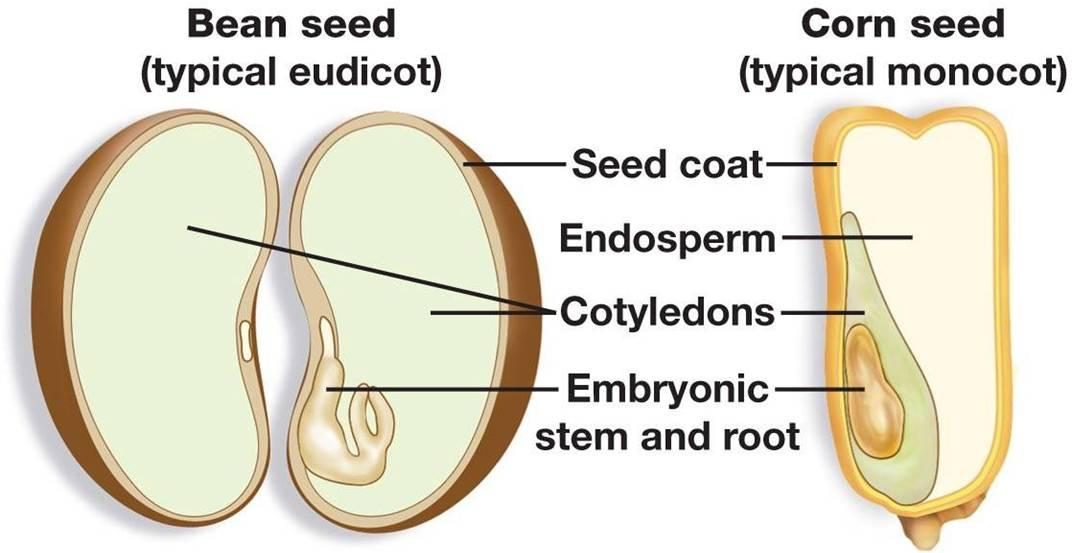 Bean seed
(typical eudicot)
Corn seed
(typical monocot)
Seed coat
Endosperm
Cotyledons
Embryonic
stem and root